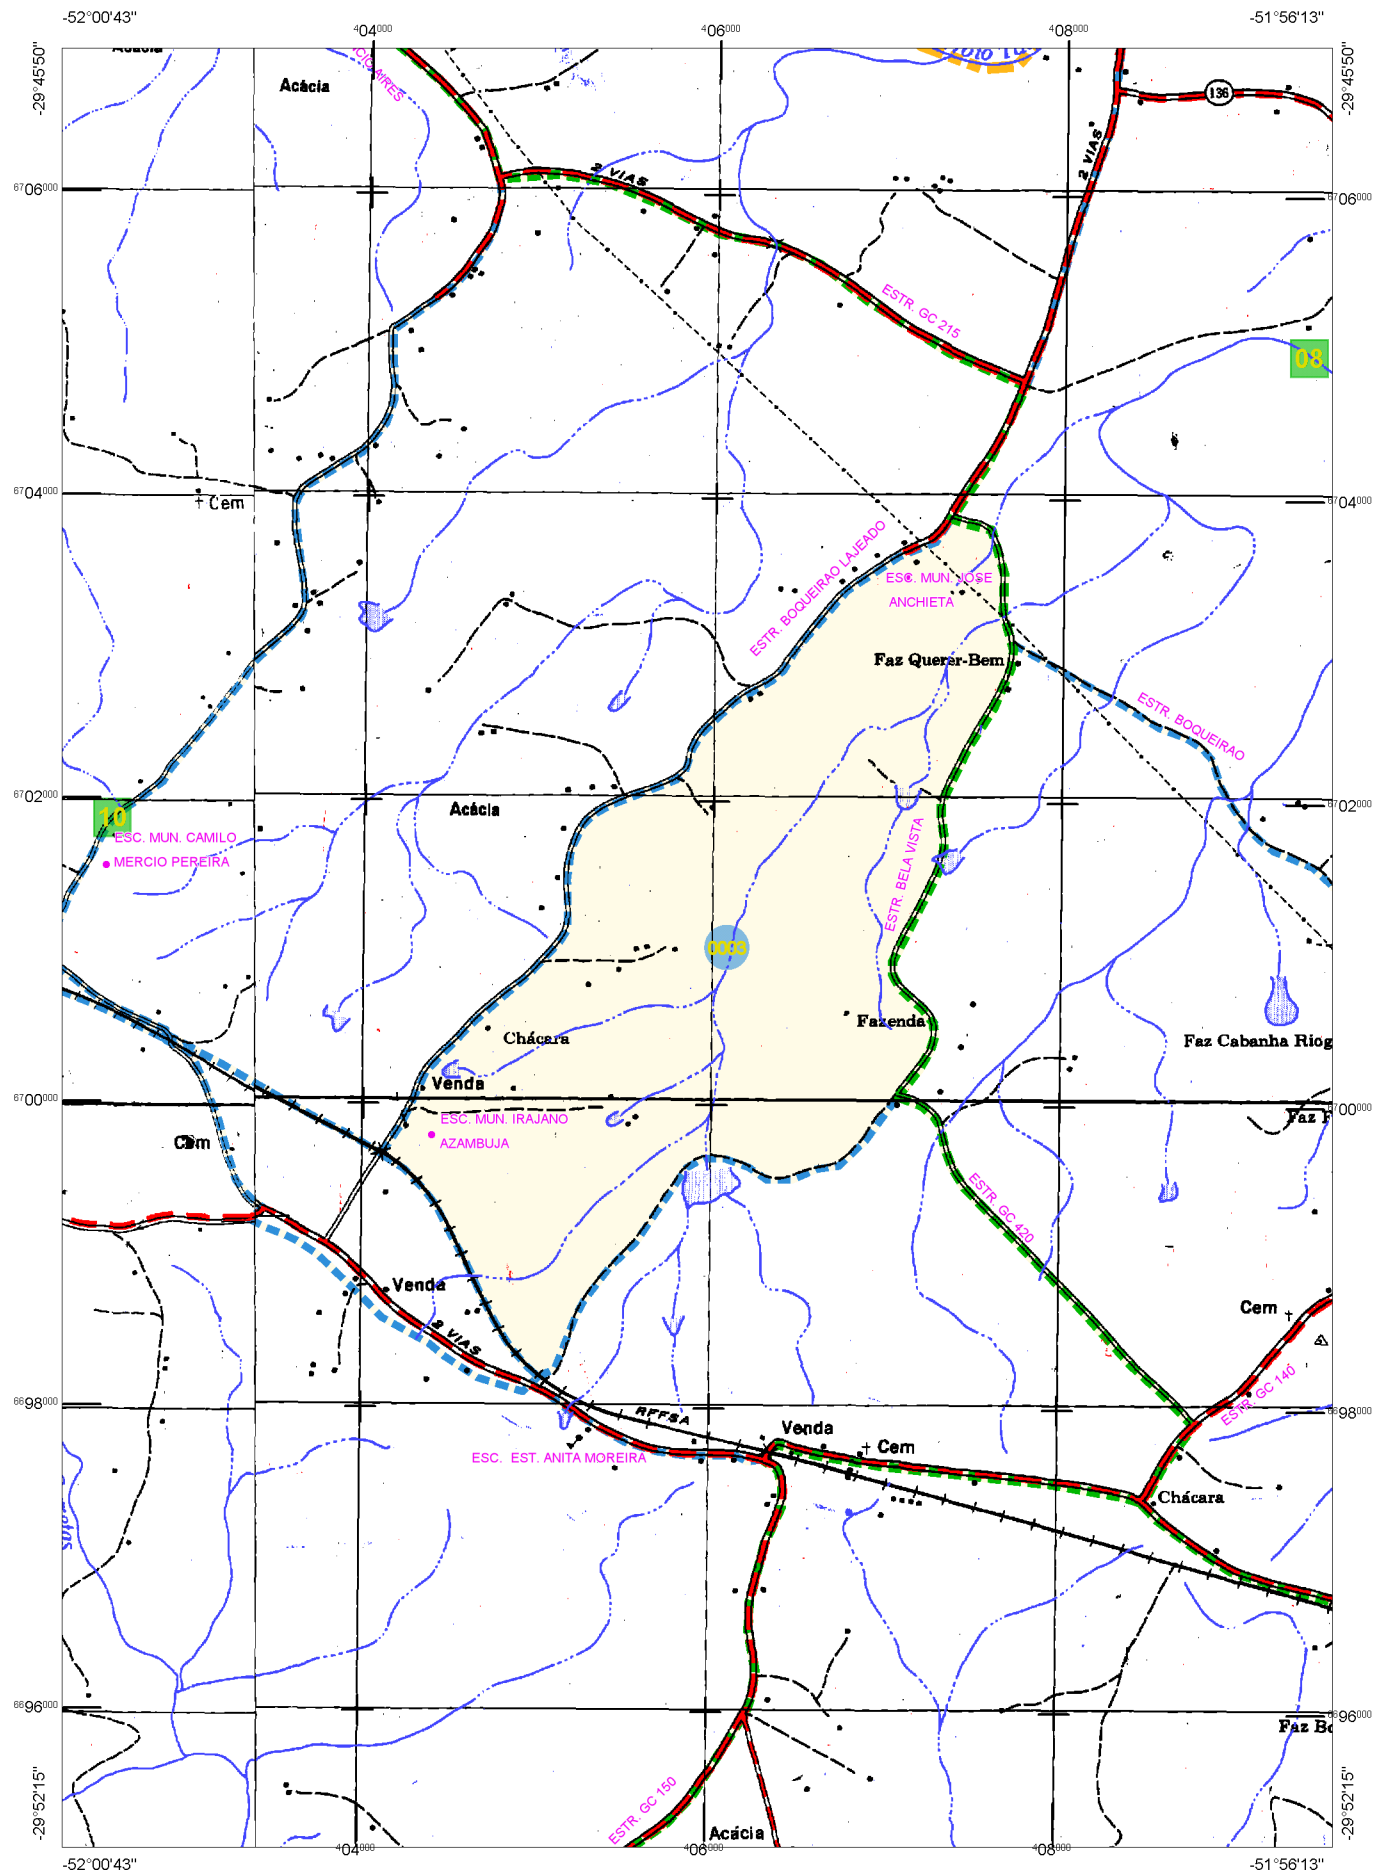 -52°00'43"
-51°56'13"
404000
406000
408000
-29°45'50"
-29°45'50"
Acácia
Acácia
136
2 VIAS
2 VIAS
6706000
6706000
ESTR. GC 215
08
6704000
6704000
Cem
ESTR. BOQUEIRAO LAJEADO
ESC. MUN. JOSE
ANCHIETA
Faz Querer-Bem
ESTR. BOQUEIRAO
6702000
6702000
10
Acácia
ESC. MUN. CAMILO
MERCIO PEREIRA
ESTR. BELA VISTA
0003
Fazenda
Chácara
Faz Cabanha Riog
Venda
6700000
6700000
ESC. MUN. IRAJANO
AZAMBUJA
Faz F
Cem
ESTR. GC 420
Venda
Cem
2 VIAS
ESTR. GC 140
6698000
6698000
RFFSA
Venda
Cem
ESC. EST. ANITA MOREIRA
Chácara
6696000
6696000
Faz Bo
ESTR. GC 150
Acácia
-29°52'15"
-29°52'15"
404000
406000
408000
-52°00'43"
-51°56'13"